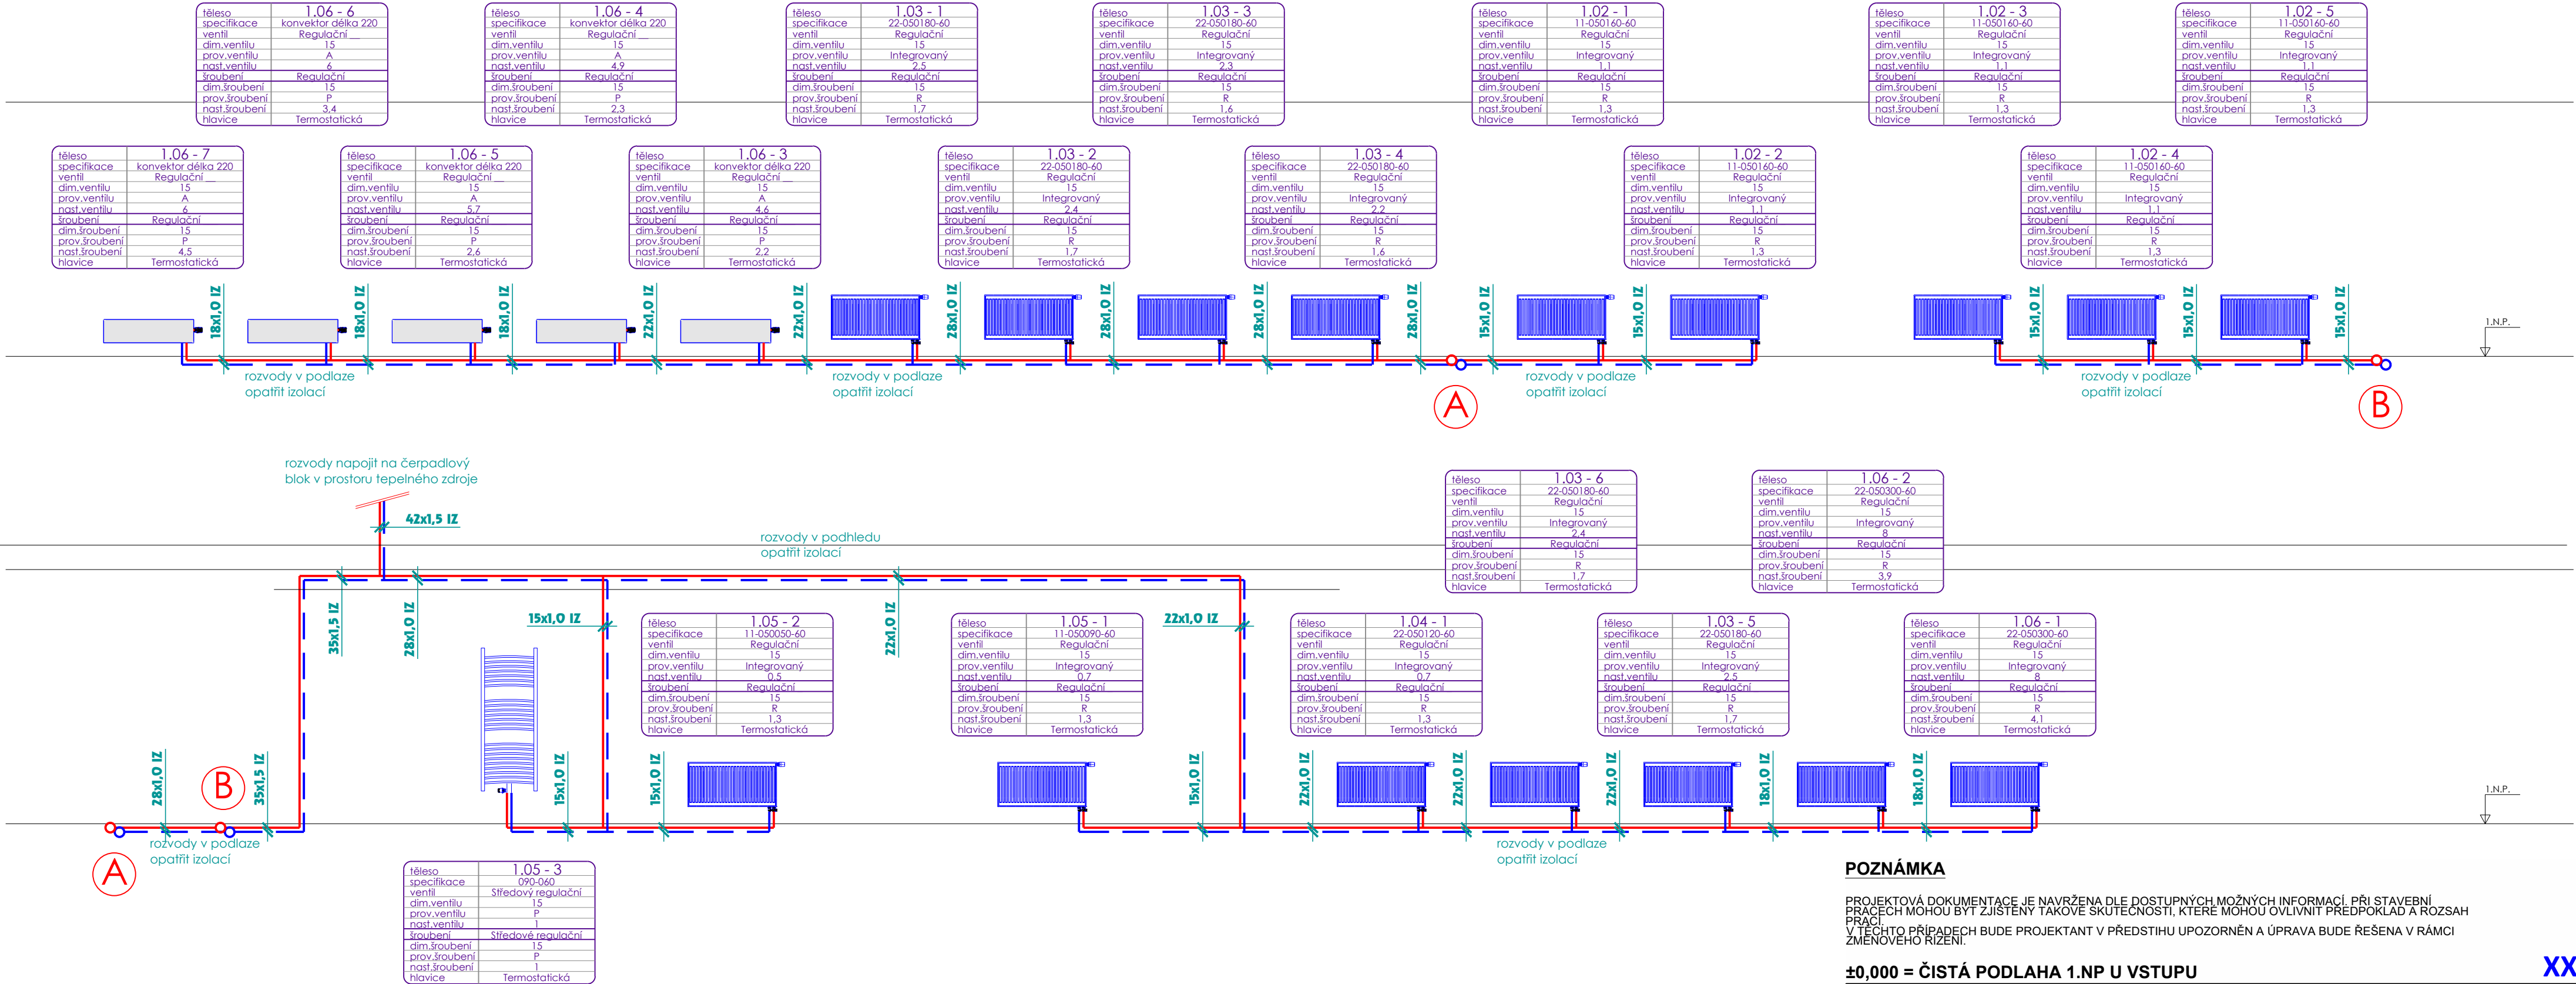 těleso 1.06 - 6
specifikace konvektor délka 220
ventil Regulační __
dim.ventilu 15
prov.ventilu A
nast.ventilu 6
šroubení Regulační
dim.šroubení 15
prov.šroubení P
nast.šroubení 3,4
hlavice Termostatická
těleso 1.06 - 4
specifikace konvektor délka 220
ventil Regulační __
dim.ventilu 15
prov.ventilu A
nast.ventilu 4,9
šroubení Regulační
dim.šroubení 15
prov.šroubení P
nast.šroubení 2,3
hlavice Termostatická
těleso 1.03 - 1
specifikace 22-050180-60
ventil Regulační
dim.ventilu 15
prov.ventilu Integrovaný
nast.ventilu 2,5
šroubení Regulační
dim.šroubení 15
prov.šroubení R
nast.šroubení 1,7
hlavice Termostatická
těleso 1.03 - 3
specifikace 22-050180-60
ventil Regulační
dim.ventilu 15
prov.ventilu Integrovaný
nast.ventilu 2,3
šroubení Regulační
dim.šroubení 15
prov.šroubení R
nast.šroubení 1,6
hlavice Termostatická
těleso 1.02 - 1
specifikace 11-050160-60
ventil Regulační
dim.ventilu 15
prov.ventilu Integrovaný
nast.ventilu 1,1
šroubení Regulační
dim.šroubení 15
prov.šroubení R
nast.šroubení 1,3
hlavice Termostatická
těleso 1.02 - 3
specifikace 11-050160-60
ventil Regulační
dim.ventilu 15
prov.ventilu Integrovaný
nast.ventilu 1,1
šroubení Regulační
dim.šroubení 15
prov.šroubení R
nast.šroubení 1,3
hlavice Termostatická
těleso 1.02 - 5
specifikace 11-050160-60
ventil Regulační
dim.ventilu 15
prov.ventilu Integrovaný
nast.ventilu 1,1
šroubení Regulační
dim.šroubení 15
prov.šroubení R
nast.šroubení 1,3
hlavice Termostatická
těleso 1.06 - 7
specifikace konvektor délka 220
ventil Regulační __
dim.ventilu 15
prov.ventilu A
nast.ventilu 6
šroubení Regulační
dim.šroubení 15
prov.šroubení P
nast.šroubení 4,5
hlavice Termostatická
těleso 1.06 - 5
specifikace konvektor délka 220
ventil Regulační __
dim.ventilu 15
prov.ventilu A
nast.ventilu 5,7
šroubení Regulační
dim.šroubení 15
prov.šroubení P
nast.šroubení 2,6
hlavice Termostatická
těleso 1.06 - 3
specifikace konvektor délka 220
ventil Regulační __
dim.ventilu 15
prov.ventilu A
nast.ventilu 4,6
šroubení Regulační
dim.šroubení 15
prov.šroubení P
nast.šroubení 2,2
hlavice Termostatická
těleso 1.03 - 2
specifikace 22-050180-60
ventil Regulační
dim.ventilu 15
prov.ventilu Integrovaný
nast.ventilu 2,4
šroubení Regulační
dim.šroubení 15
prov.šroubení R
nast.šroubení 1,7
hlavice Termostatická
těleso 1.03 - 4
specifikace 22-050180-60
ventil Regulační
dim.ventilu 15
prov.ventilu Integrovaný
nast.ventilu 2,2
šroubení Regulační
dim.šroubení 15
prov.šroubení R
nast.šroubení 1,6
hlavice Termostatická
těleso 1.02 - 2
specifikace 11-050160-60
ventil Regulační
dim.ventilu 15
prov.ventilu Integrovaný
nast.ventilu 1,1
šroubení Regulační
dim.šroubení 15
prov.šroubení R
nast.šroubení 1,3
hlavice Termostatická
těleso 1.02 - 4
specifikace 11-050160-60
ventil Regulační
dim.ventilu 15
prov.ventilu Integrovaný
nast.ventilu 1,1
šroubení Regulační
dim.šroubení 15
prov.šroubení R
nast.šroubení 1,3
hlavice Termostatická
18x1,0 IZ
18x1,0 IZ
18x1,0 IZ
22x1,0 IZ
22x1,0 IZ
28x1,0 IZ
28x1,0 IZ
28x1,0 IZ
28x1,0 IZ
15x1,0 IZ
15x1,0 IZ
15x1,0 IZ
15x1,0 IZ
15x1,0 IZ
1.N.P.
rozvody v podlaze
opatřit izolací
rozvody v podlaze
opatřit izolací
rozvody v podlaze
opatřit izolací
rozvody v podlaze
opatřit izolací
A
B
rozvody napojit na čerpadlový
blok v prostoru tepelného zdroje
42x1,5 IZ
rozvody v podhledu
opatřit izolací
těleso 1.03 - 6
specifikace 22-050180-60
ventil Regulační
dim.ventilu 15
prov.ventilu Integrovaný
nast.ventilu 2,4
šroubení Regulační
dim.šroubení 15
prov.šroubení R
nast.šroubení 1,7
hlavice Termostatická
těleso 1.06 - 2
specifikace 22-050300-60
ventil Regulační
dim.ventilu 15
prov.ventilu Integrovaný
nast.ventilu 8
šroubení Regulační
dim.šroubení 15
prov.šroubení R
nast.šroubení 3,9
hlavice Termostatická
35x1,5 IZ
28x1,0 IZ
15x1,0 IZ
22x1,0 IZ
22x1,0 IZ
těleso 1.05 - 2
specifikace 11-050050-60
ventil Regulační
dim.ventilu 15
prov.ventilu Integrovaný
nast.ventilu 0,5
šroubení Regulační
dim.šroubení 15
prov.šroubení R
nast.šroubení 1,3
hlavice Termostatická
těleso 1.05 - 1
specifikace 11-050090-60
ventil Regulační
dim.ventilu 15
prov.ventilu Integrovaný
nast.ventilu 0,7
šroubení Regulační
dim.šroubení 15
prov.šroubení R
nast.šroubení 1,3
hlavice Termostatická
těleso 1.04 - 1
specifikace 22-050120-60
ventil Regulační
dim.ventilu 15
prov.ventilu Integrovaný
nast.ventilu 0,7
šroubení Regulační
dim.šroubení 15
prov.šroubení R
nast.šroubení 1,3
hlavice Termostatická
těleso 1.03 - 5
specifikace 22-050180-60
ventil Regulační
dim.ventilu 15
prov.ventilu Integrovaný
nast.ventilu 2,5
šroubení Regulační
dim.šroubení 15
prov.šroubení R
nast.šroubení 1,7
hlavice Termostatická
těleso 1.06 - 1
specifikace 22-050300-60
ventil Regulační
dim.ventilu 15
prov.ventilu Integrovaný
nast.ventilu 8
šroubení Regulační
dim.šroubení 15
prov.šroubení R
nast.šroubení 4,1
hlavice Termostatická
28x1,0 IZ
B
35x1,5 IZ
15x1,0 IZ
15x1,0 IZ
15x1,0 IZ
22x1,0 IZ
22x1,0 IZ
22x1,0 IZ
18x1,0 IZ
18x1,0 IZ
1.N.P.
rozvody v podlaze
opatřit izolací
A
rozvody v podlaze
opatřit izolací
těleso 1.05 - 3
specifikace 090-060
ventil Středový regulační
dim.ventilu 15
prov.ventilu P
nast.ventilu 1
šroubení Středové regulační
dim.šroubení 15
prov.šroubení P
nast.šroubení 1
hlavice Termostatická
POZNÁMKA
PROJEKTOVÁ DOKUMENTACE JE NAVRŽENA DLE DOSTUPNÝCH MOŽNÝCH INFORMACÍ. PŘI STAVEBNÍ
PRACECH MOHOU BÝT ZJIŠTĚNY TAKOVÉ SKUTEČNOSTI, KTERÉ MOHOU OVLIVNIT PŘEDPOKLAD A ROZSAH
PRACÍ.
V TĚCHTO PŘÍPADECH BUDE PROJEKTANT V PŘEDSTIHU UPOZORNĚN A ÚPRAVA BUDE ŘEŠENA V RÁMCI
ZMĚNOVÉHO ŘÍZENÍ.
±0,000 = ČISTÁ PODLAHA 1.NP U VSTUPU
XX